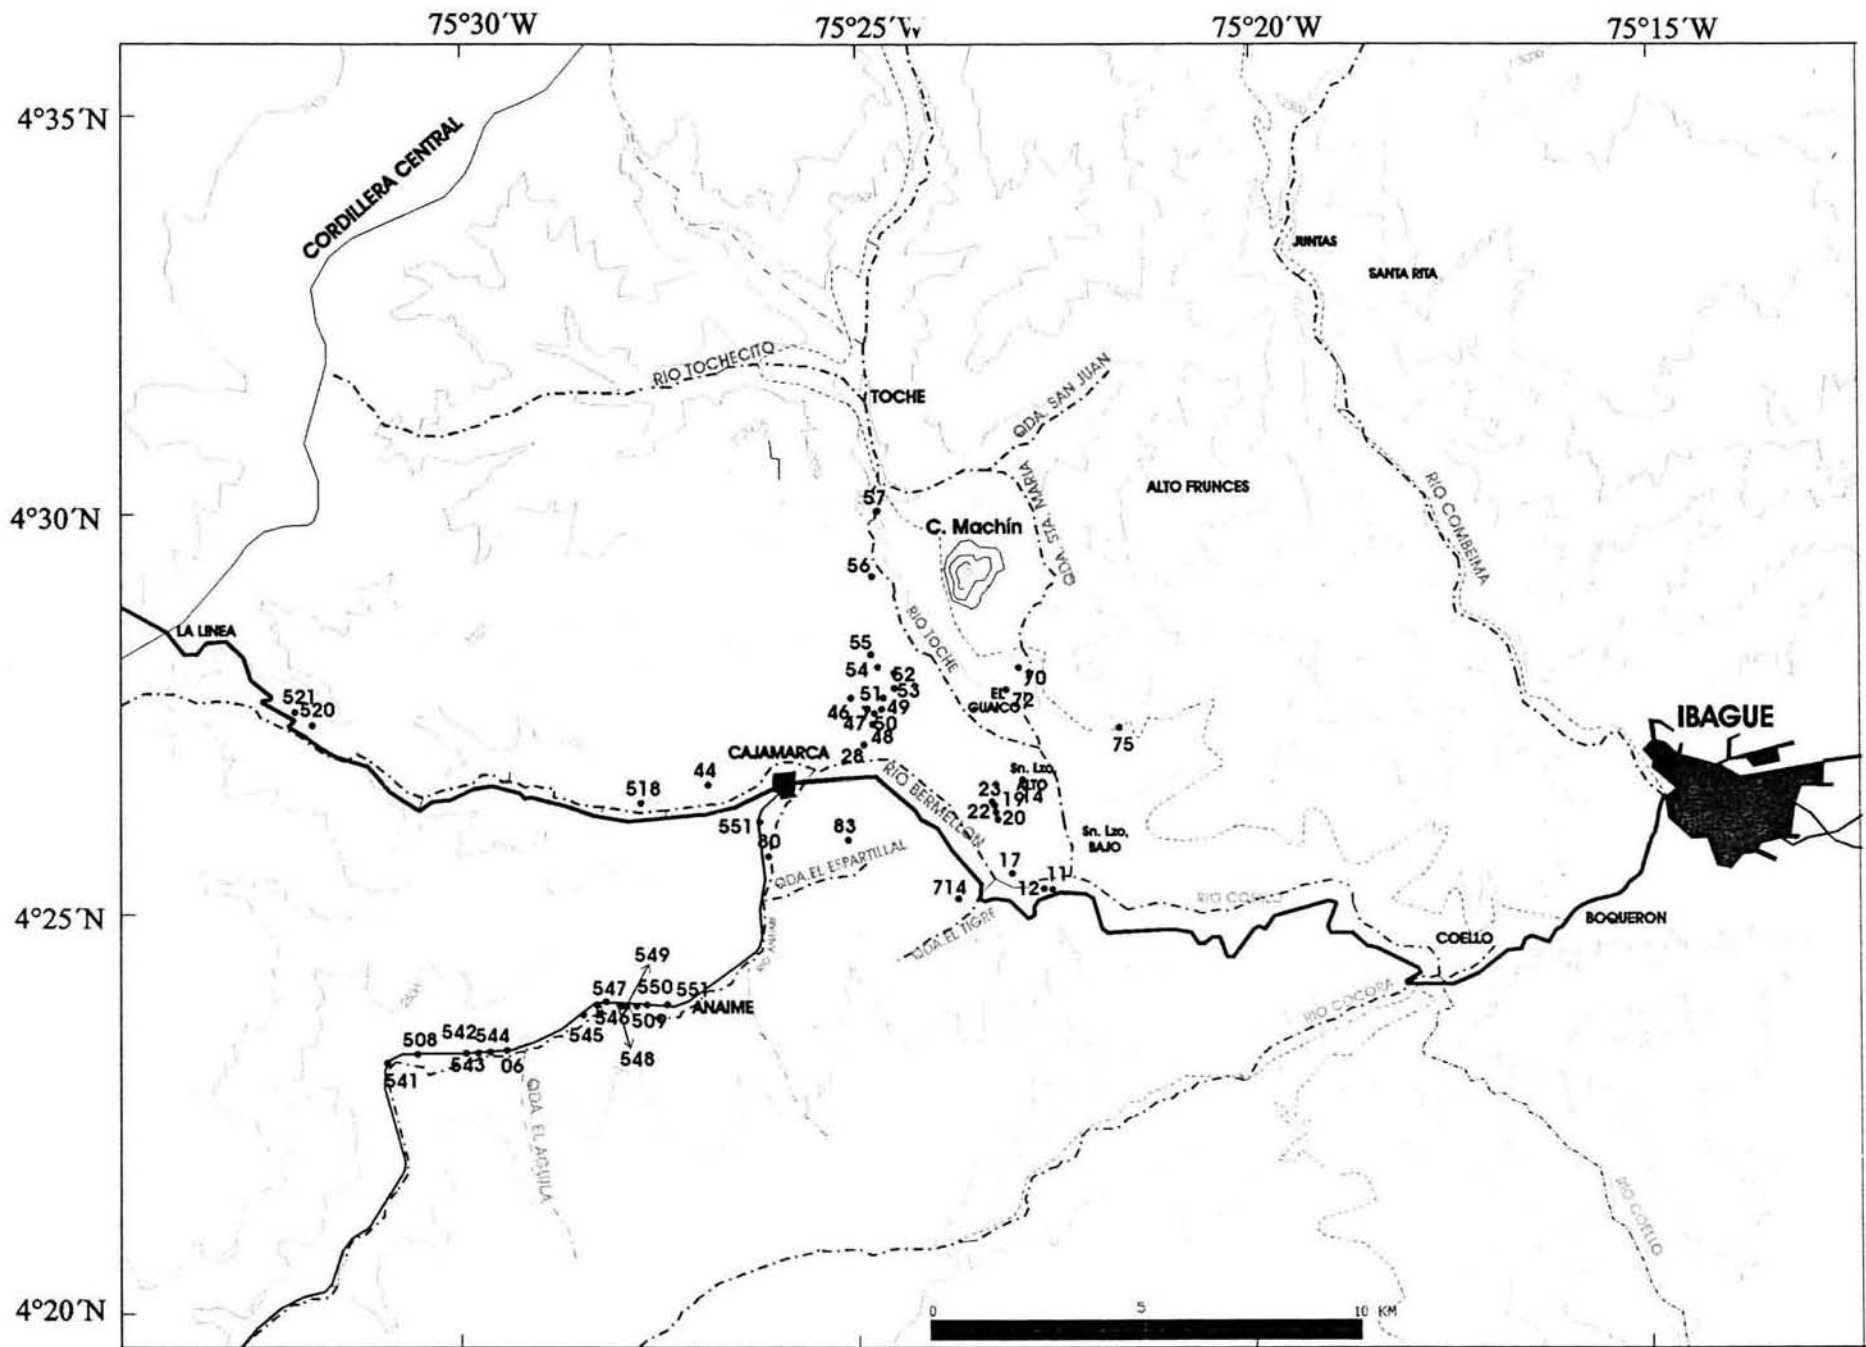 75°30´W
75°25´W
75°20´W
75°15´W
4°35´N
4°30´N
4°25´N
4°20´N
CORDILLERA CENTRAL
JUNTAS
SANTA RITA
RIO TOCHECITO
TOCHE
QDA. SAN JUAN
QDA. STA. MARIA
ALTO FRUNCES
RIO COMBEIMA
57
C. Machín
56
RIO TOCHE
LA LINEA
55
54
52
53
70
72
521
520
51
49
46
47
50
48
28
EL
GUAICO
75
IBAGUE
CAJAMARCA
44
518
RIO BERMELLON
Sn. Lzo,
ALTO
23
19
14
22
20
551
80
83
Sn. Lzo,
BAJO
QDA.EL ESPARTILLAL
17
11
12
714
QDA.EL TIGRE
COELLO
BOQUERON
549
547
550
551
ANAIME
546
509
545
548
RIO COCORA
508
542
544
543
06
541
QDA. EL AGUILA
RIO COELLO
0
5
10 KM